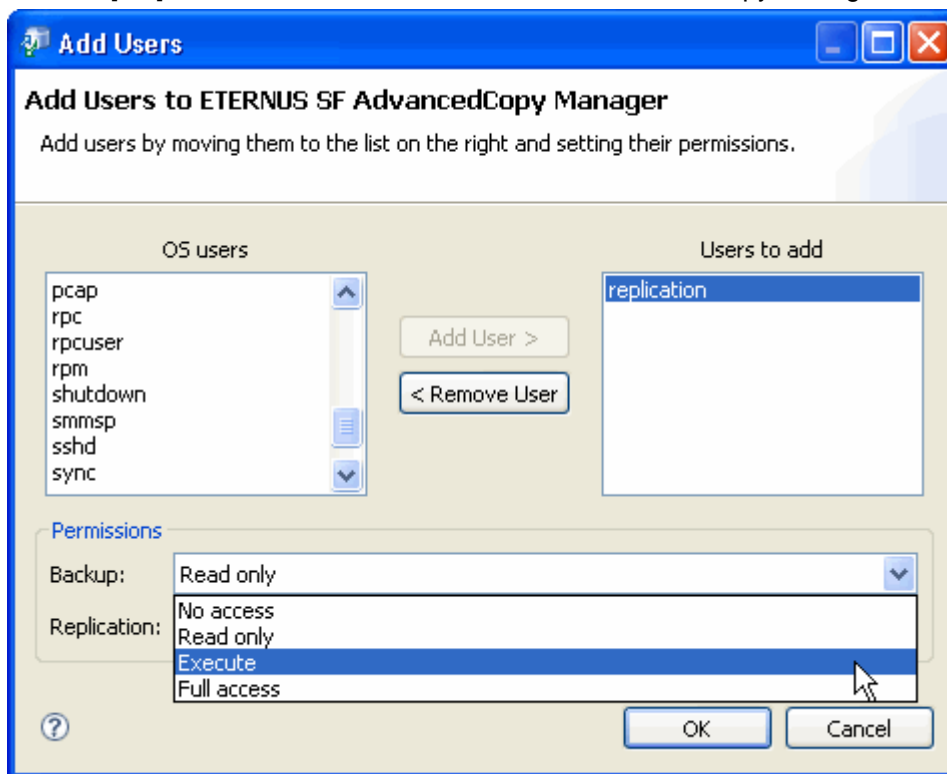 Add Users
Add Users to ETERNUS SF AdvancedCopy Manager
Add users by moving them to the list on the right and setting their permissions.
OS users
Users to add
pcap
rpc
rpcuser
rpm
shutdown
smmsp
sshd
sync
Add User >
< Remove User
replication
Permissions
Backup:
Read only
Replication:
No access
Read only
Execute
Full access
?
OK
Cancel